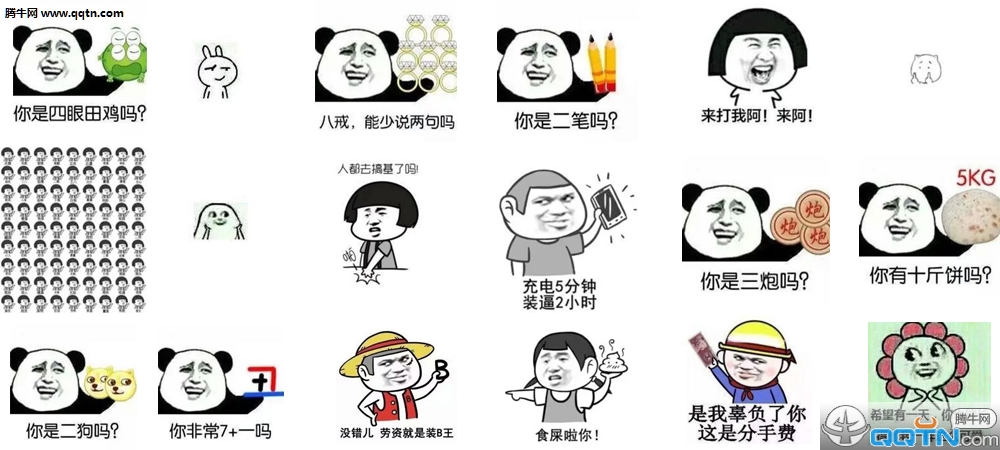 腾牛网 www.qqtn.com
你是四眼田鸡吗?
八戒，能少说两句吗
你是二笔吗?
来打我阿！来阿！
人都去搞基了吗!
啪
充电5分钟
装逼2小时
炮
炮
炮
你是三炮吗?
5KG
你有十斤饼吗?
你是二狗吗?
7
+
你非常7+一吗
B
没错儿 劳资就是装B王
食屎啦你！
是我辜负了你
这是分手费
希望有一天，你
腾牛网
QQTN.COM